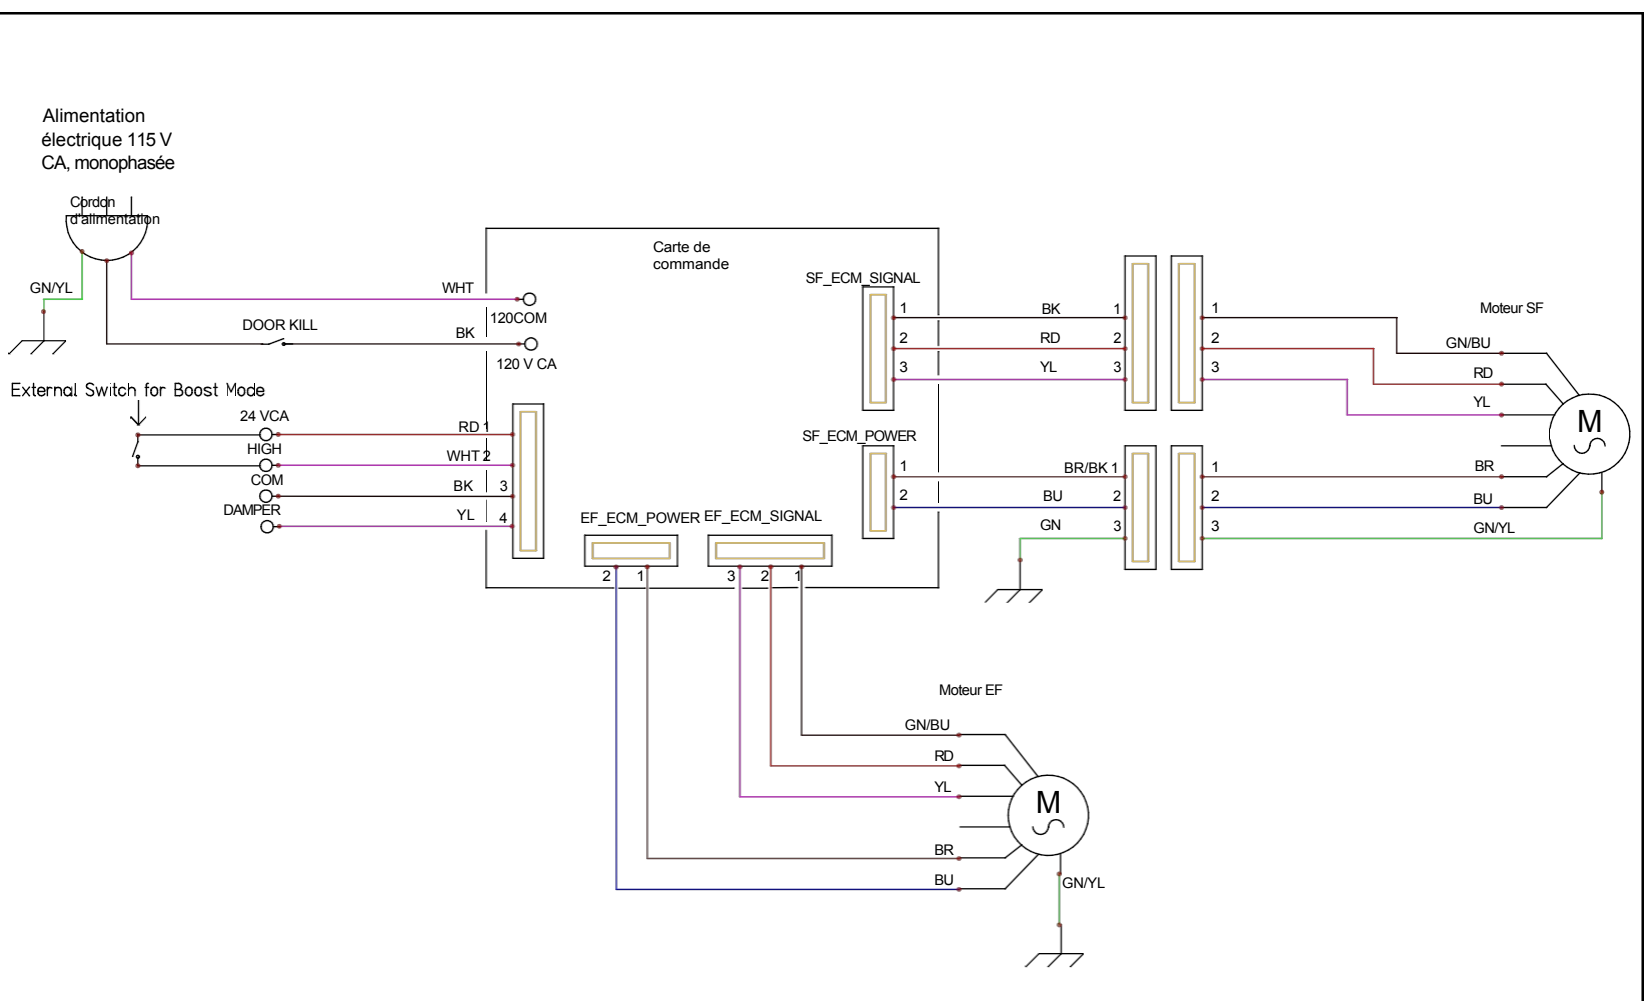 Alimentation
électrique 115 V
CA, monophasée
Cordon
d'alimentation
GN/YL
WHT
120COM
DOOR KILL
BK
120 V CA
Carte de
commande
External Switch for Boost Mode
24 VCA
RD 1
HIGH
WHT 2
COM
BK 3
DAMPER
YL 4
SF_ECM_SIGNAL
1 BK 1
2 RD 2
3 YL 3
SF_ECM_POWER
1 BR/BK 1
2 BU 2
GN 3
EF_ECM_POWER
2 1
EF_ECM_SIGNAL
3 2 1
Moteur SF
1
GN/BU
2
RD
3
YL
M
1 BR
2 BU
3 GN/YL
Moteur EF
GN/BU
RD
YL
M
BR
BU
GN/YL